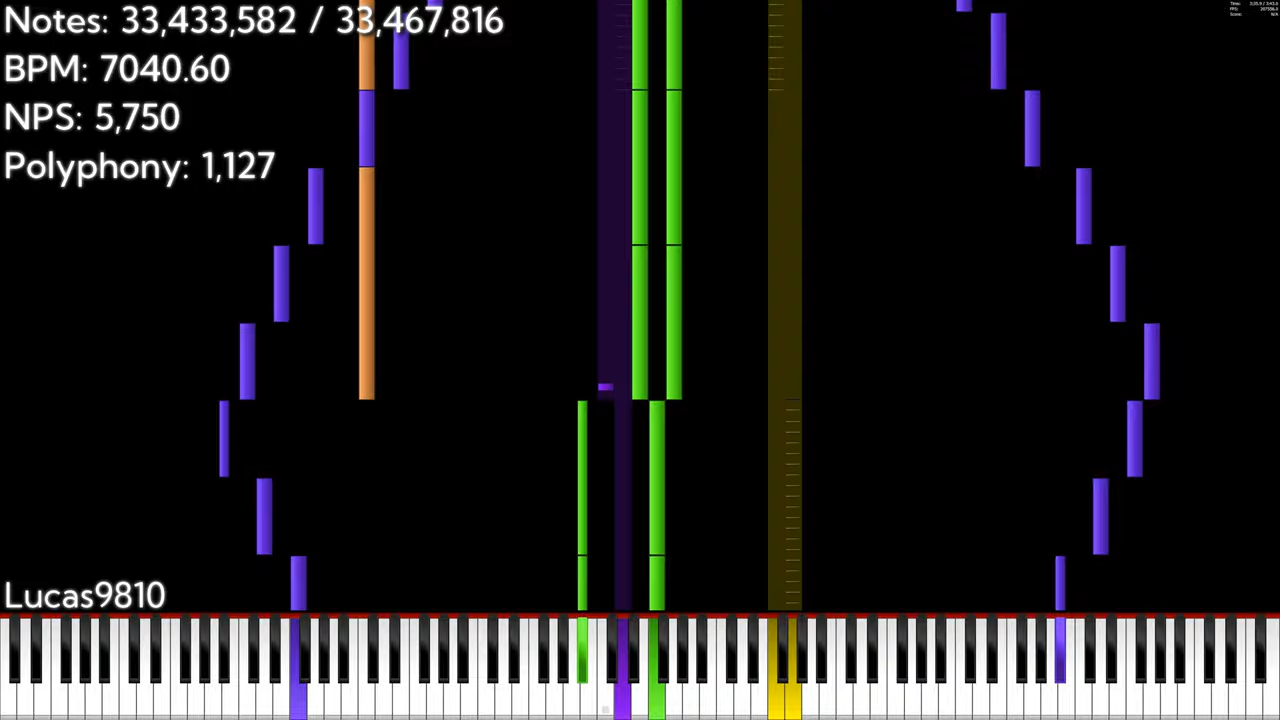 Notes: 33,433,582 / 33,467,816
BPM: 7040.60
NPS: 5,750
Polyphony: 1,127
Lucas9810